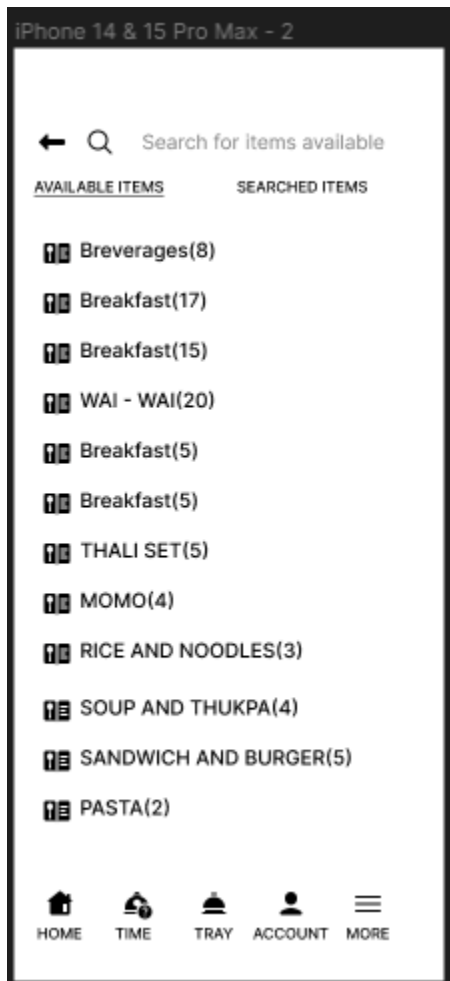 iPhone 14 & 15 Pro Max - 2
Search for items available
AVAILABLE ITEMS SEARCHED ITEMS
Breverages(8)
Breakfast(17)
Breakfast(15)
WAI - WAI(20)
Breakfast(5)
Breakfast(5)
THALI SET(5)
MOMO(4)
RICE AND NOODLES(3)
SOUP AND THUKPA(4)
SANDWICH AND BURGER(5)
PASTA(2)
HOME TIME TRAY ACCOUNT MORE